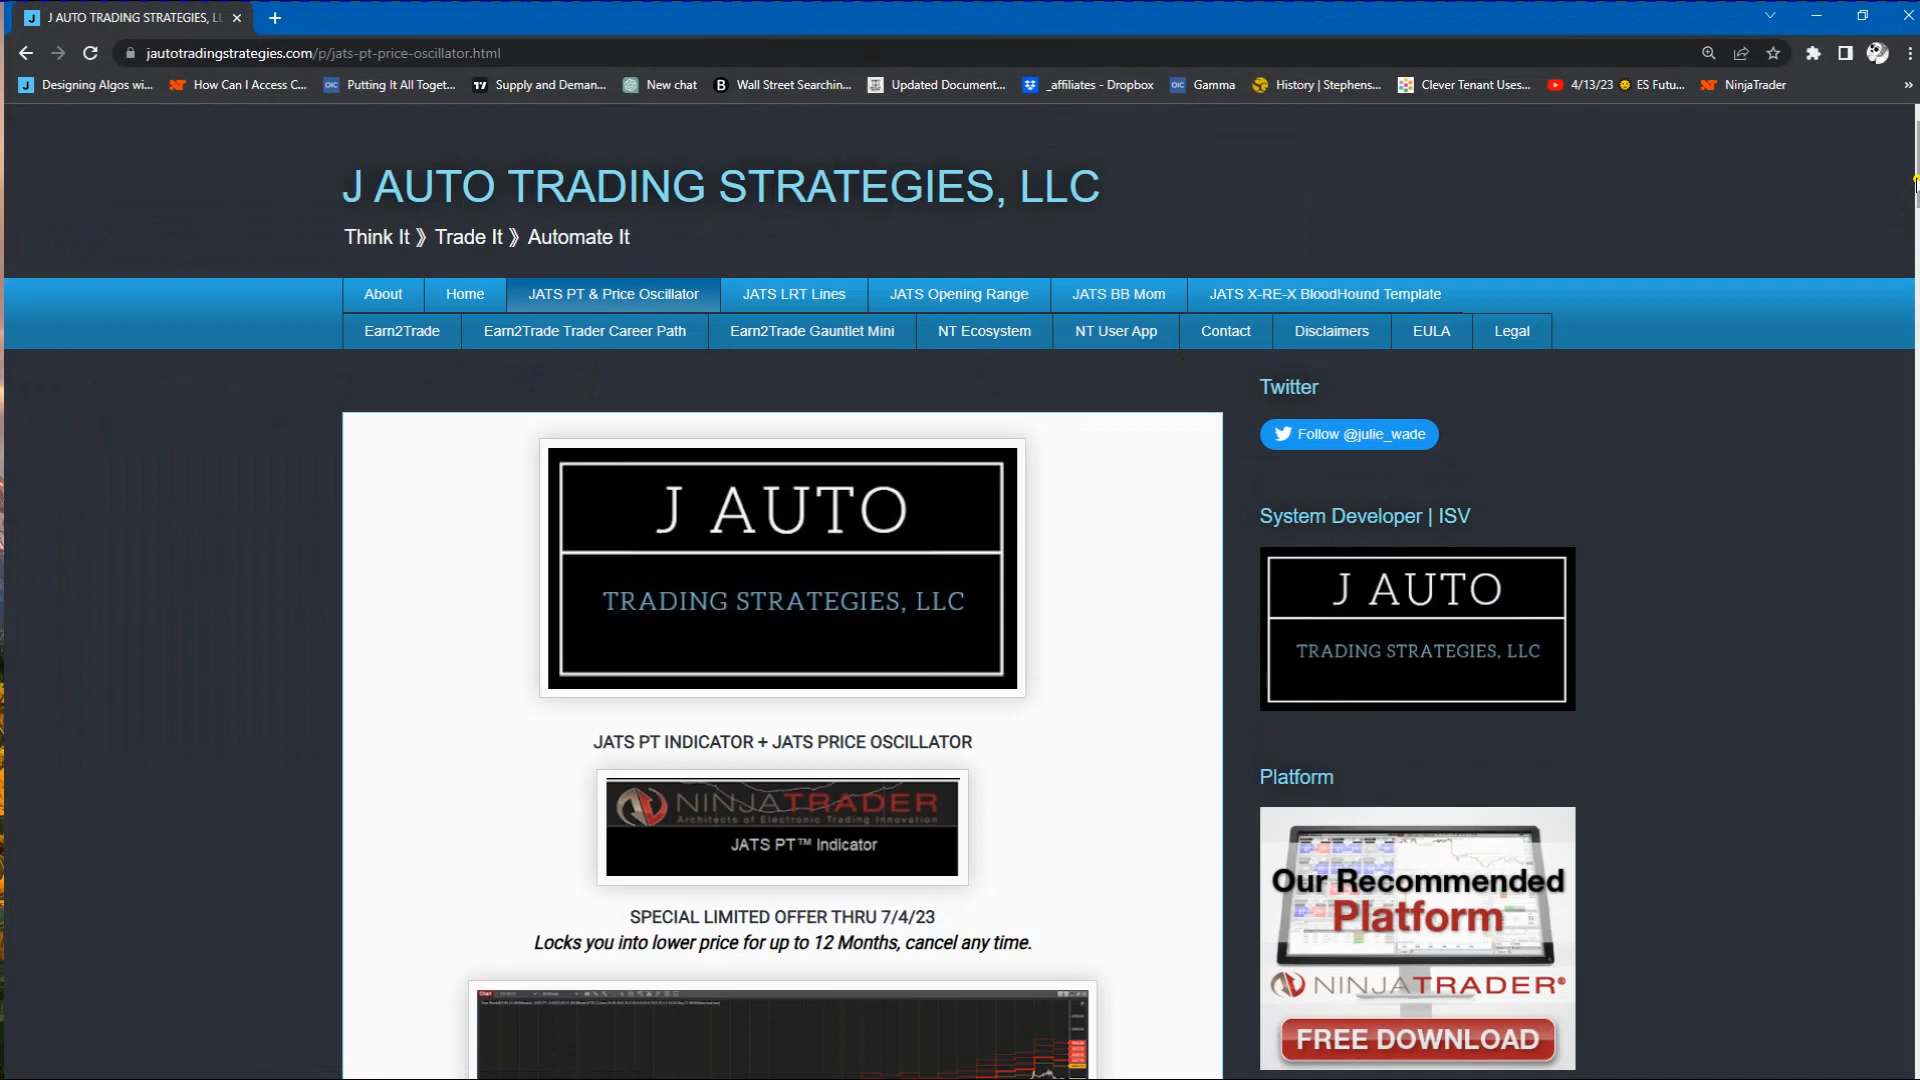 J AUTO TRADING STRATEGIES, LL
jautotradingstrategies.com/p/jats-pt-price-oscillator.html
Designing Algos wi... How Can I Access C... Putting It All Toget... Supply and Deman... New chat Wall Street Searchin... Updated Document... _affiliates - Dropbox Gamma History | Stephens... Clever Tenant Uses... 4/13/23 🌞 ES Futu... NinjaTrader »
J AUTO TRADING STRATEGIES, LLC
Think It 》Trade It 》Automate It
About Home JATS PT & Price Oscillator JATS LRT Lines JATS Opening Range JATS BB Mom JATS X-RE-X BloodHound Template
Earn2Trade Earn2Trade Trader Career Path Earn2Trade Gauntlet Mini NT Ecosystem NT User App Contact Disclaimers EULA Legal
J AUTO
TRADING STRATEGIES, LLC
JATS PT INDICATOR + JATS PRICE OSCILLATOR
NINJATRADER
Architects of Electronic Trading Innovation
JATS PT™ Indicator
SPECIAL LIMITED OFFER THRU 7/4/23
Locks you into lower price for up to 12 Months, cancel any time.
Twitter
Follow @julie_wade
System Developer | ISV
J AUTO
TRADING STRATEGIES, LLC
Platform
Our Recommended
Platform
NINJATRADER®
FREE DOWNLOAD